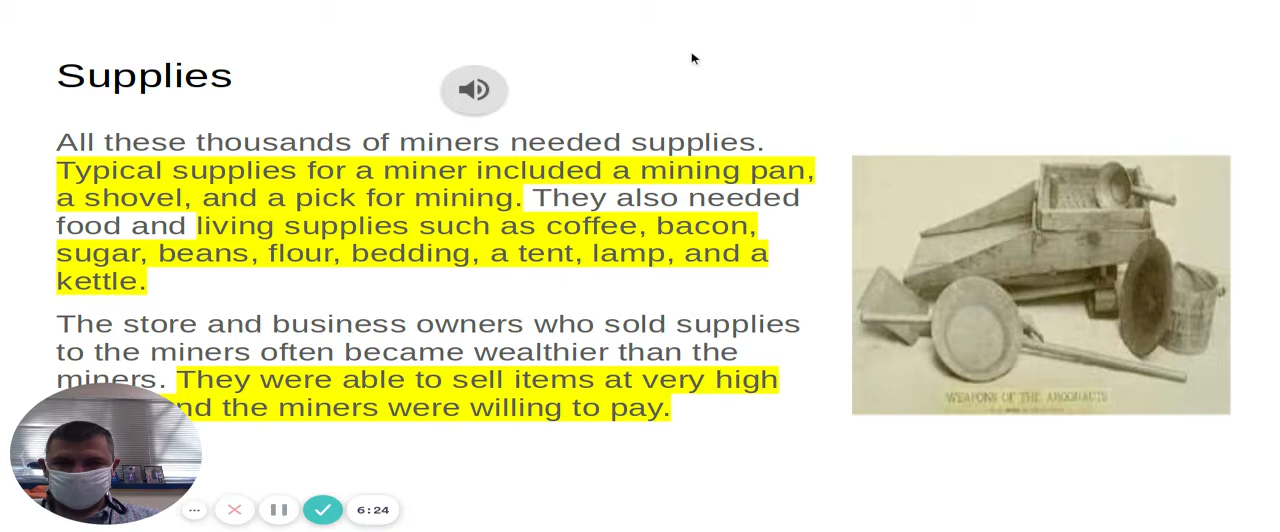 Supplies
All these thousands of miners needed supplies.
Typical supplies for a miner included a mining pan,
a shovel, and a pick for mining. They also needed
food and living supplies such as coffee, bacon,
sugar, beans, flour, bedding, a tent, lamp, and a
kettle.
The store and business owners who sold supplies
to the miners often became wealthier than the
miners. They were able to sell items at very high
the miners were willing to pay.
WEAPONS OF THE ARGONAUTS
6:24